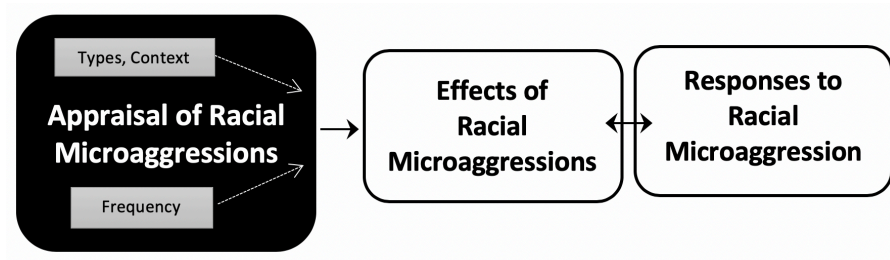 Types, Context
Appraisal of Racial
Microaggressions
Frequency
Effects of
Racial
Microaggressions
Responses to
Racial
Microaggression